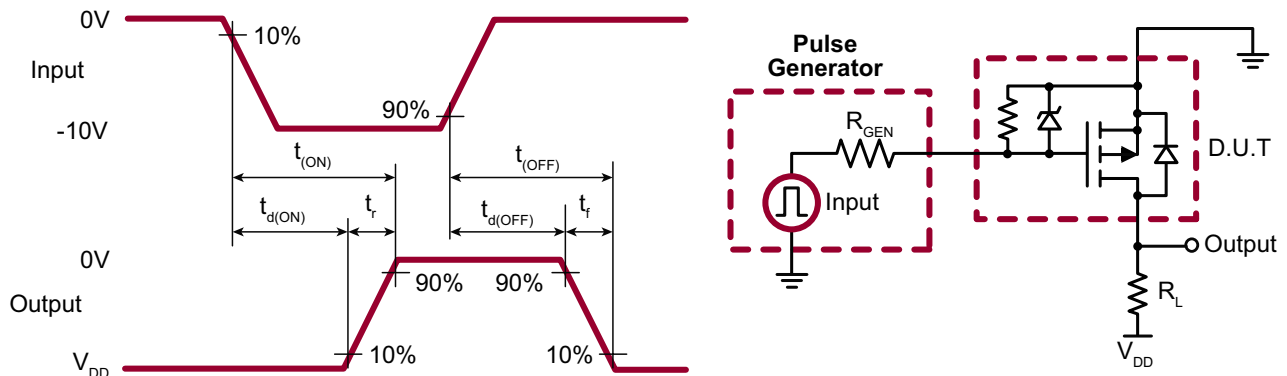 0V
10%
Input
90%
-10V
t(ON)
t(OFF)
td(ON)
tr
td(OFF)
tf
0V
90%
90%
Output
10%
10%
VDD
Pulse
Generator
RGEN
D.U.T
Input
Output
RL
VDD